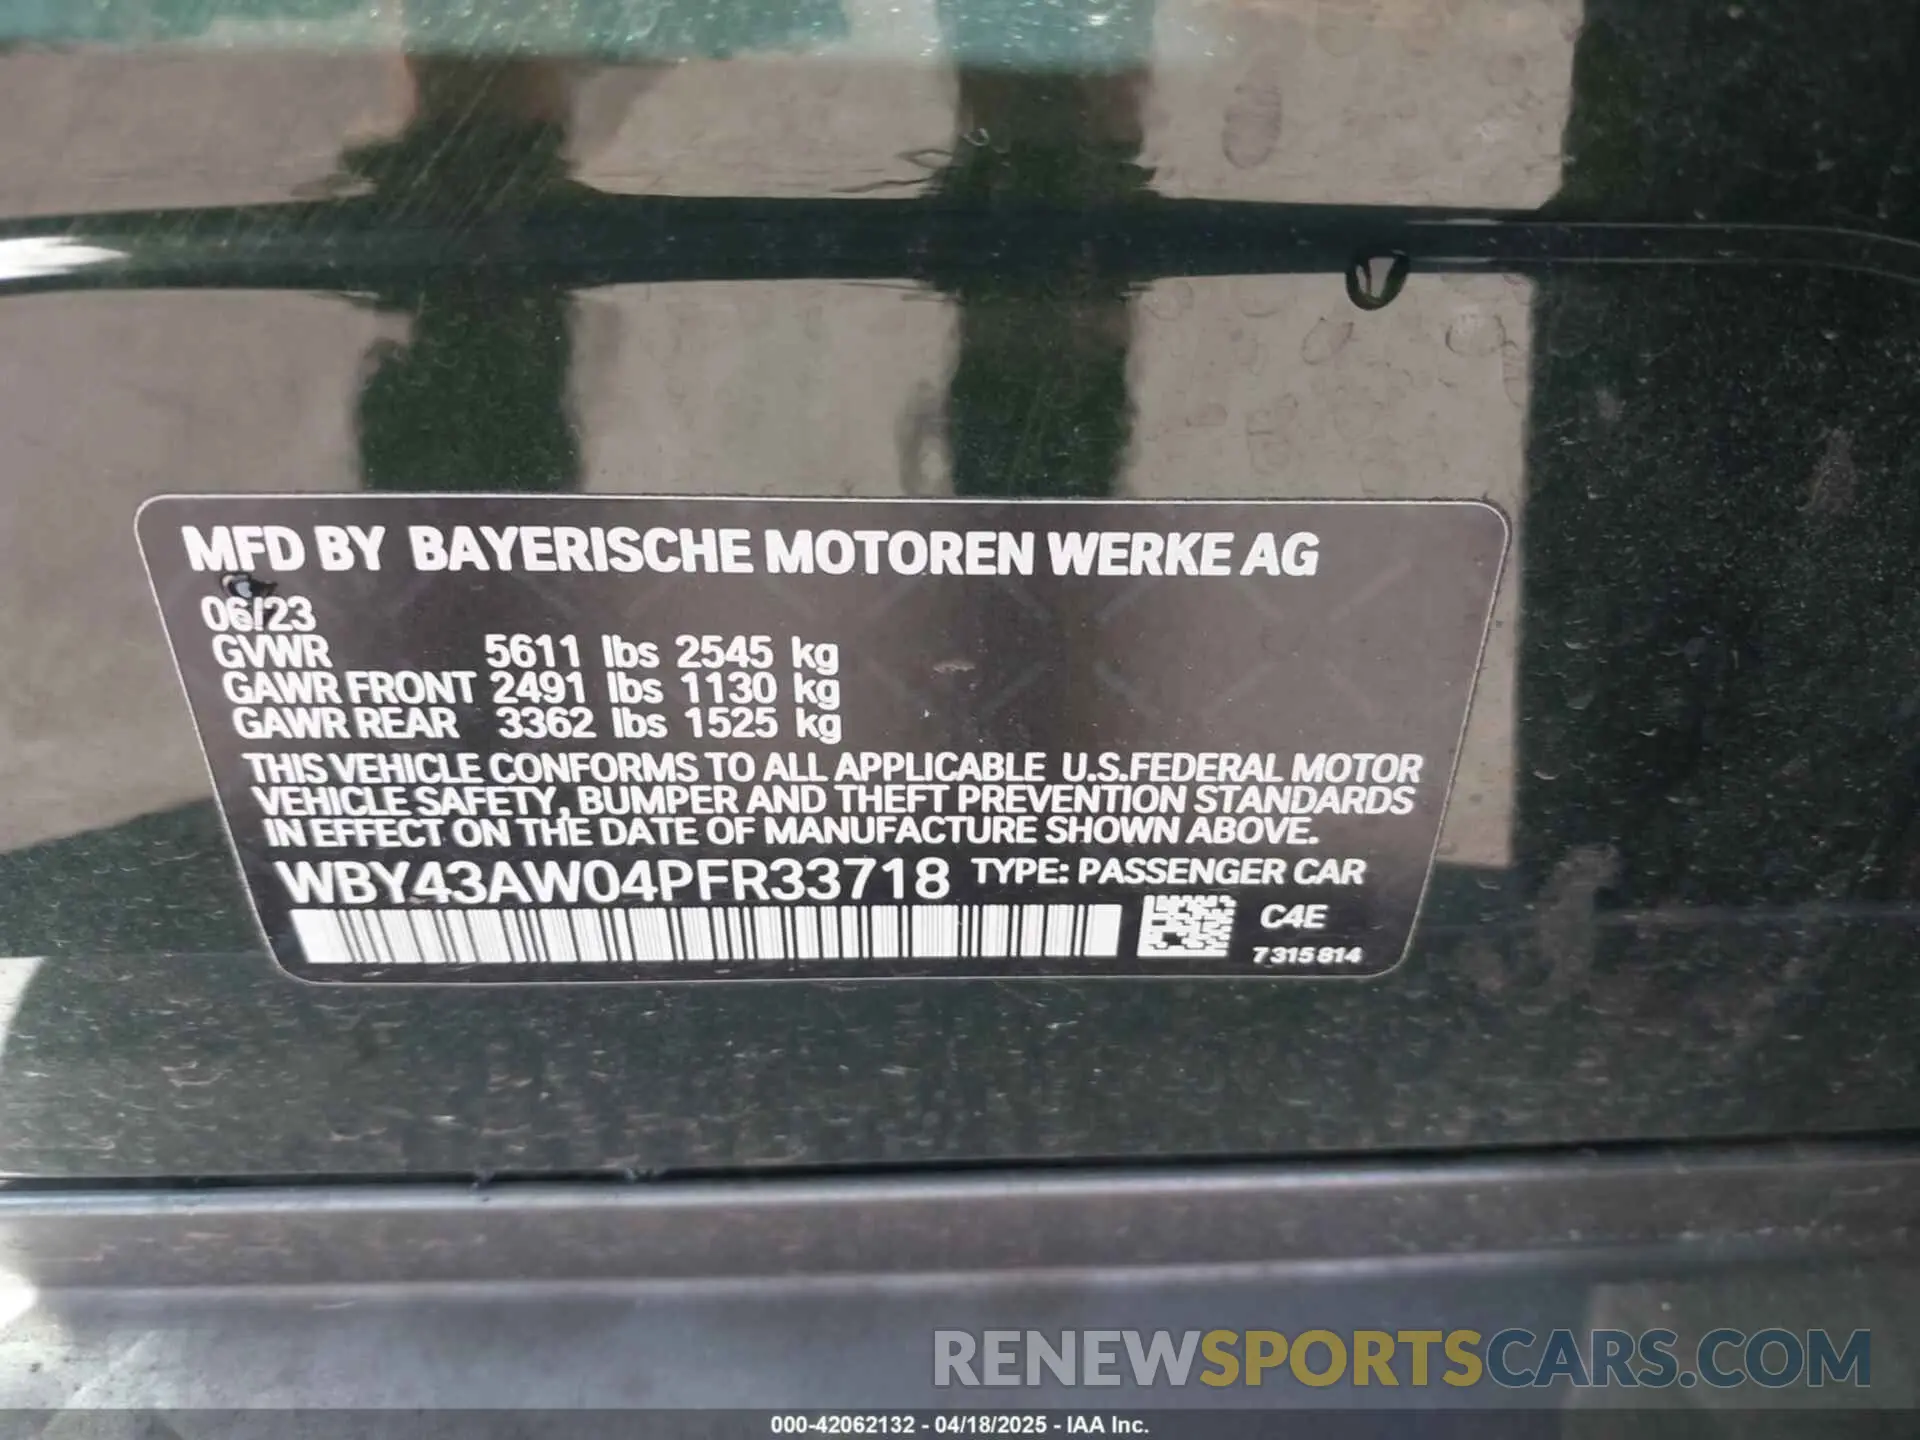 MFD BY BAYERISCHE MOTOREN WERKE AG
06/23
GVWR 5611 lbs 2545 kg
GAWR FRONT 2491 lbs 1130 kg
GAWR REAR 3362 lbs 1525 kg
THIS VEHICLE CONFORMS TO ALL APPLICABLE U.S.FEDERAL MOTOR
VEHICLE SAFETY, BUMPER AND THEFT PREVENTION STANDARDS
IN EFFECT ON THE DATE OF MANUFACTURE SHOWN ABOVE.
WBY43AW04PFR33718 TYPE: PASSENGER CAR
C4E
7 315 814
RENEWSPORTSCARS.COM
000-42062132 - 04/18/2025 - IAA Inc.